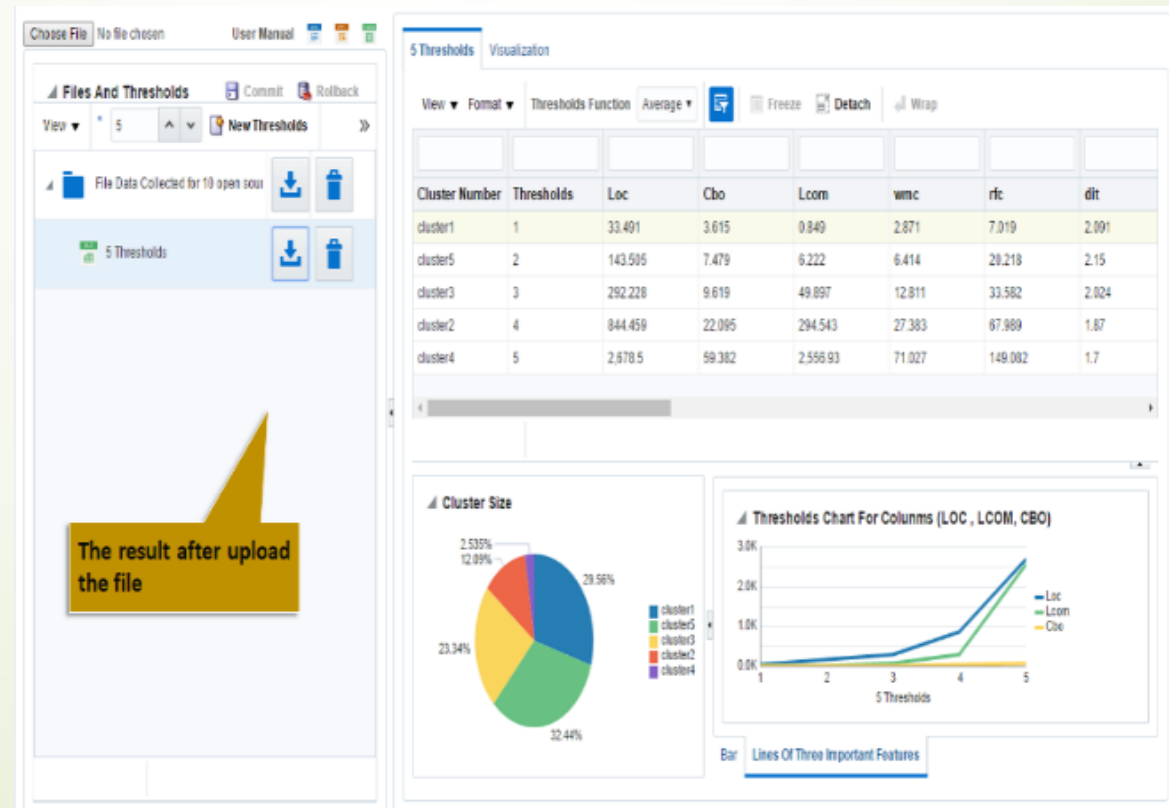 Choose File No file chosen User Manual
Files And Thresholds Commit Rollback
View 5 New Thresholds »
File Data Collected for 10 open sour
5 Thresholds
The result after upload
the file
5 Thresholds Visualization
View Format Thresholds Function Average Freeze Detach Wrap
Cluster Number Thresholds Loc Cbo Lcom wmc rfc dit
cluster1 1 33.491 3.615 0.849 2.871 7.019 2.091
cluster5 2 143.505 7.479 6.222 6.414 20.218 2.15
cluster3 3 292.228 9.619 49.897 12.811 33.582 2.024
cluster2 4 844.459 22.095 294.543 27.383 67.989 1.87
cluster4 5 2,678.5 59.382 2,556.93 71.027 149.082 1.7
Cluster Size
2.535%
12.09%
29.56%
23.34%
32.44%
cluster1
cluster5
cluster3
cluster2
cluster4
Thresholds Chart For Colunms (LOC , LCOM, CBO)
3.0K
2.0K
1.0K
0.0K
1 2 3 4 5
5 Thresholds
Loc
Lcom
Cbo
Bar Lines Of Three Important Features